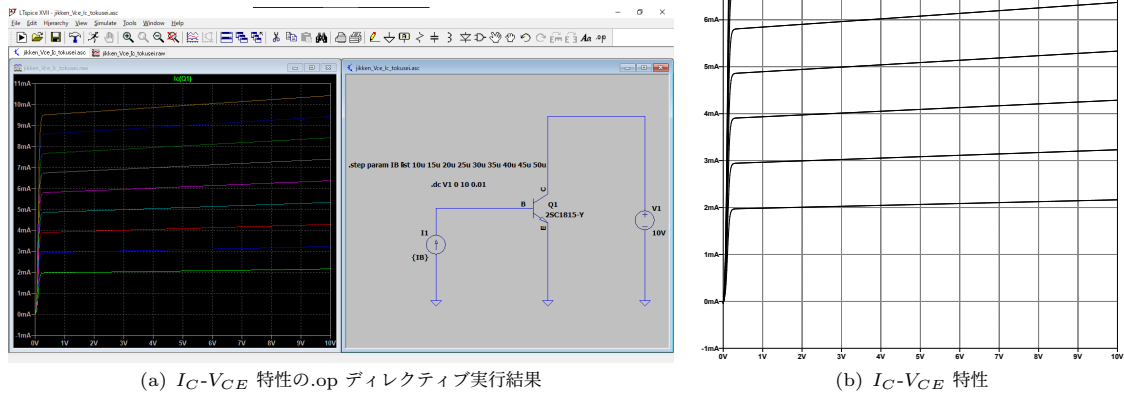 LTspice XVII - jikken_Vce_Ic_tokusei.asc
File Edit Hierarchy View Simulate Tools Window Help
jikken_Vce_Ic_tokusei.asc jikken_Vce_Ic_tokusei.raw
jikken_Vce_Ic_tokusei.raw
Ic(Q1)
11mA
10mA
9mA
8mA
7mA
6mA
5mA
4mA
3mA
2mA
1mA
0mA
-1mA
0V 1V 2V 3V 4V 5V 6V 7V 8V 9V 10V
jikken_Vce_Ic_tokusei.asc
.step param IB list 10u 15u 20u 25u 30u 35u 40u 45u 50u
.dc V1 0 10 0.01
C
B
Q1
2SC1815-Y
E
I1
{IB}
V1
10V
6mA
5mA
4mA
3mA
2mA
1mA
0mA
-1mA
0V 1V 2V 3V 4V 5V 6V 7V 8V 9V 10V
(a) IC-VCE 特性の.op ディレクティブ実行結果
(b) IC-VCE 特性